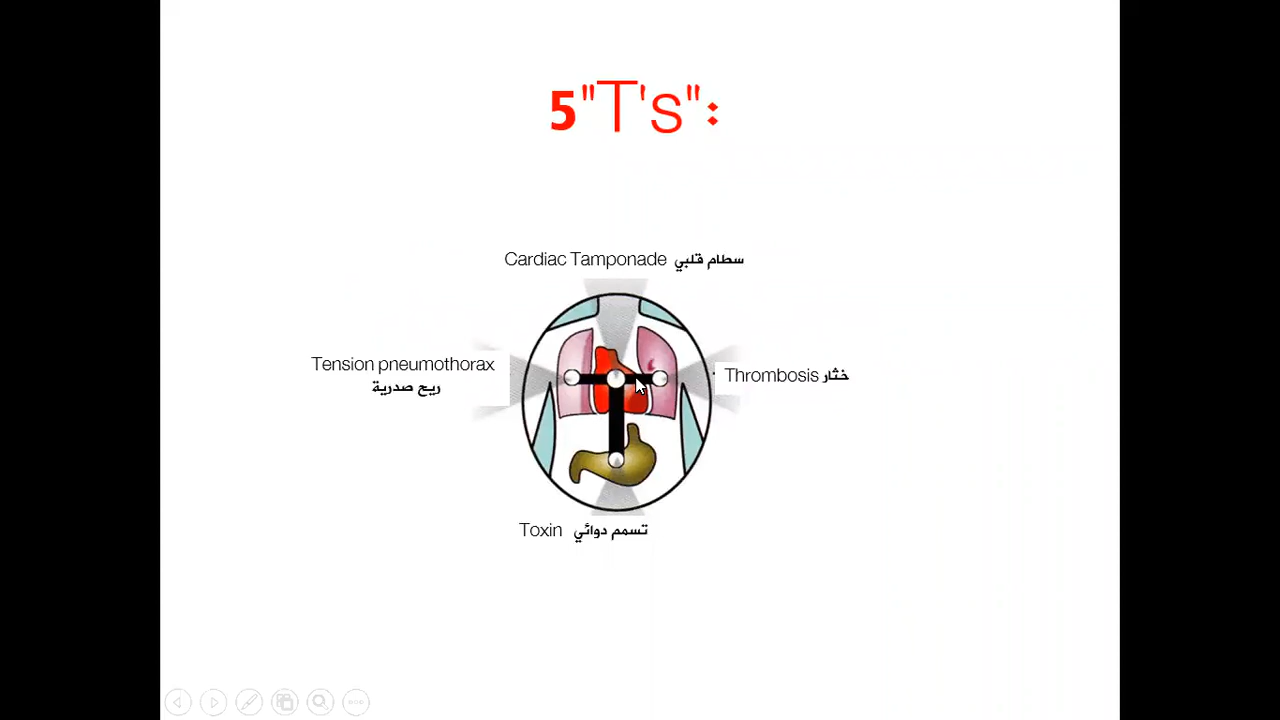 5"T's":
Cardiac Tamponade سطام قلبي
Tension pneumothorax
ريح صدرية
Thrombosis خثار
Toxin تسمم دوائي